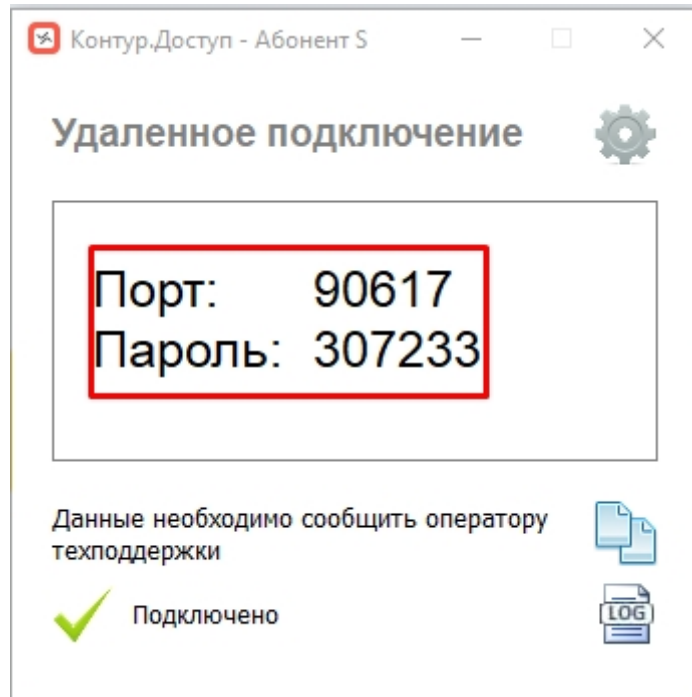 Контур.Доступ - Абонент S
Удаленное подключение
Порт: 90617
Пароль: 307233
Данные необходимо сообщить оператору
техподдержки
Подключено
LOG